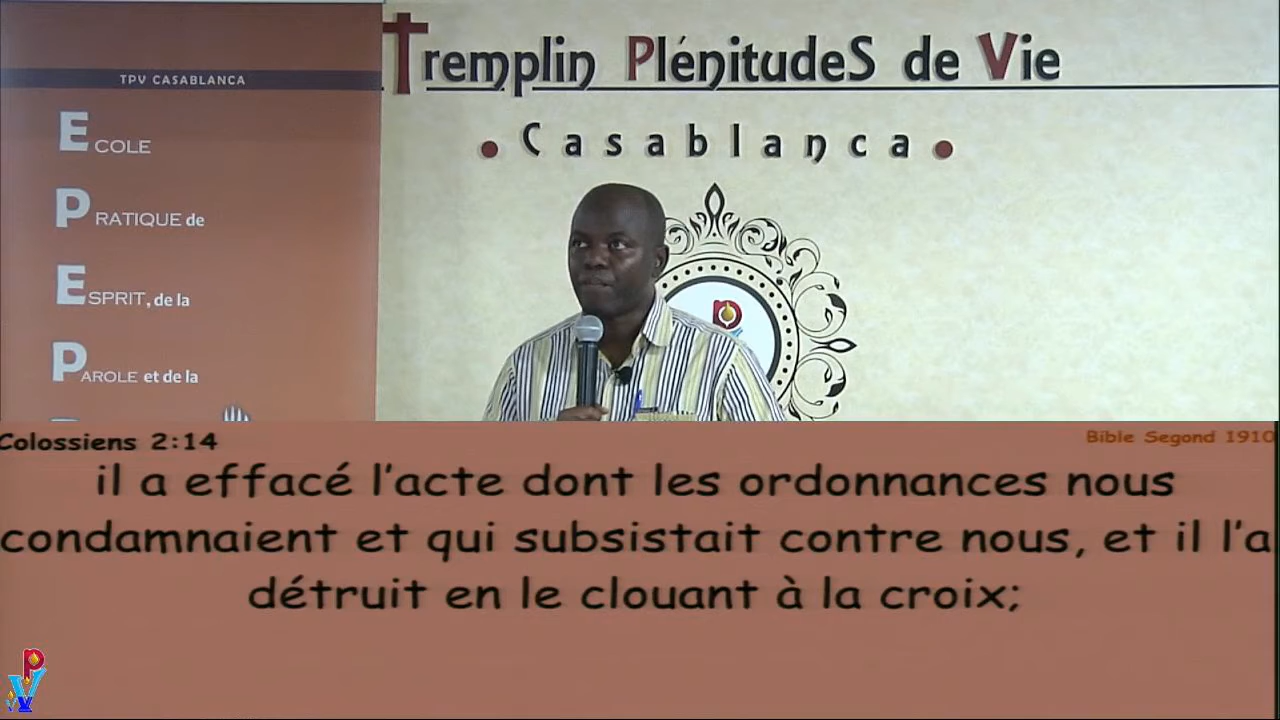 TPV CASABLANCA
ECOLE
PRATIQUE de
ESPRIT, de la
PAROLE et de la
Tremplin PlénitudeS de Vie
• Casablanca •
Colossiens 2:14
Bible Segond 1910
il a effacé l’acte dont les ordonnances nous
condamnaient et qui subsistait contre nous, et il l’a
détruit en le clouant à la croix;